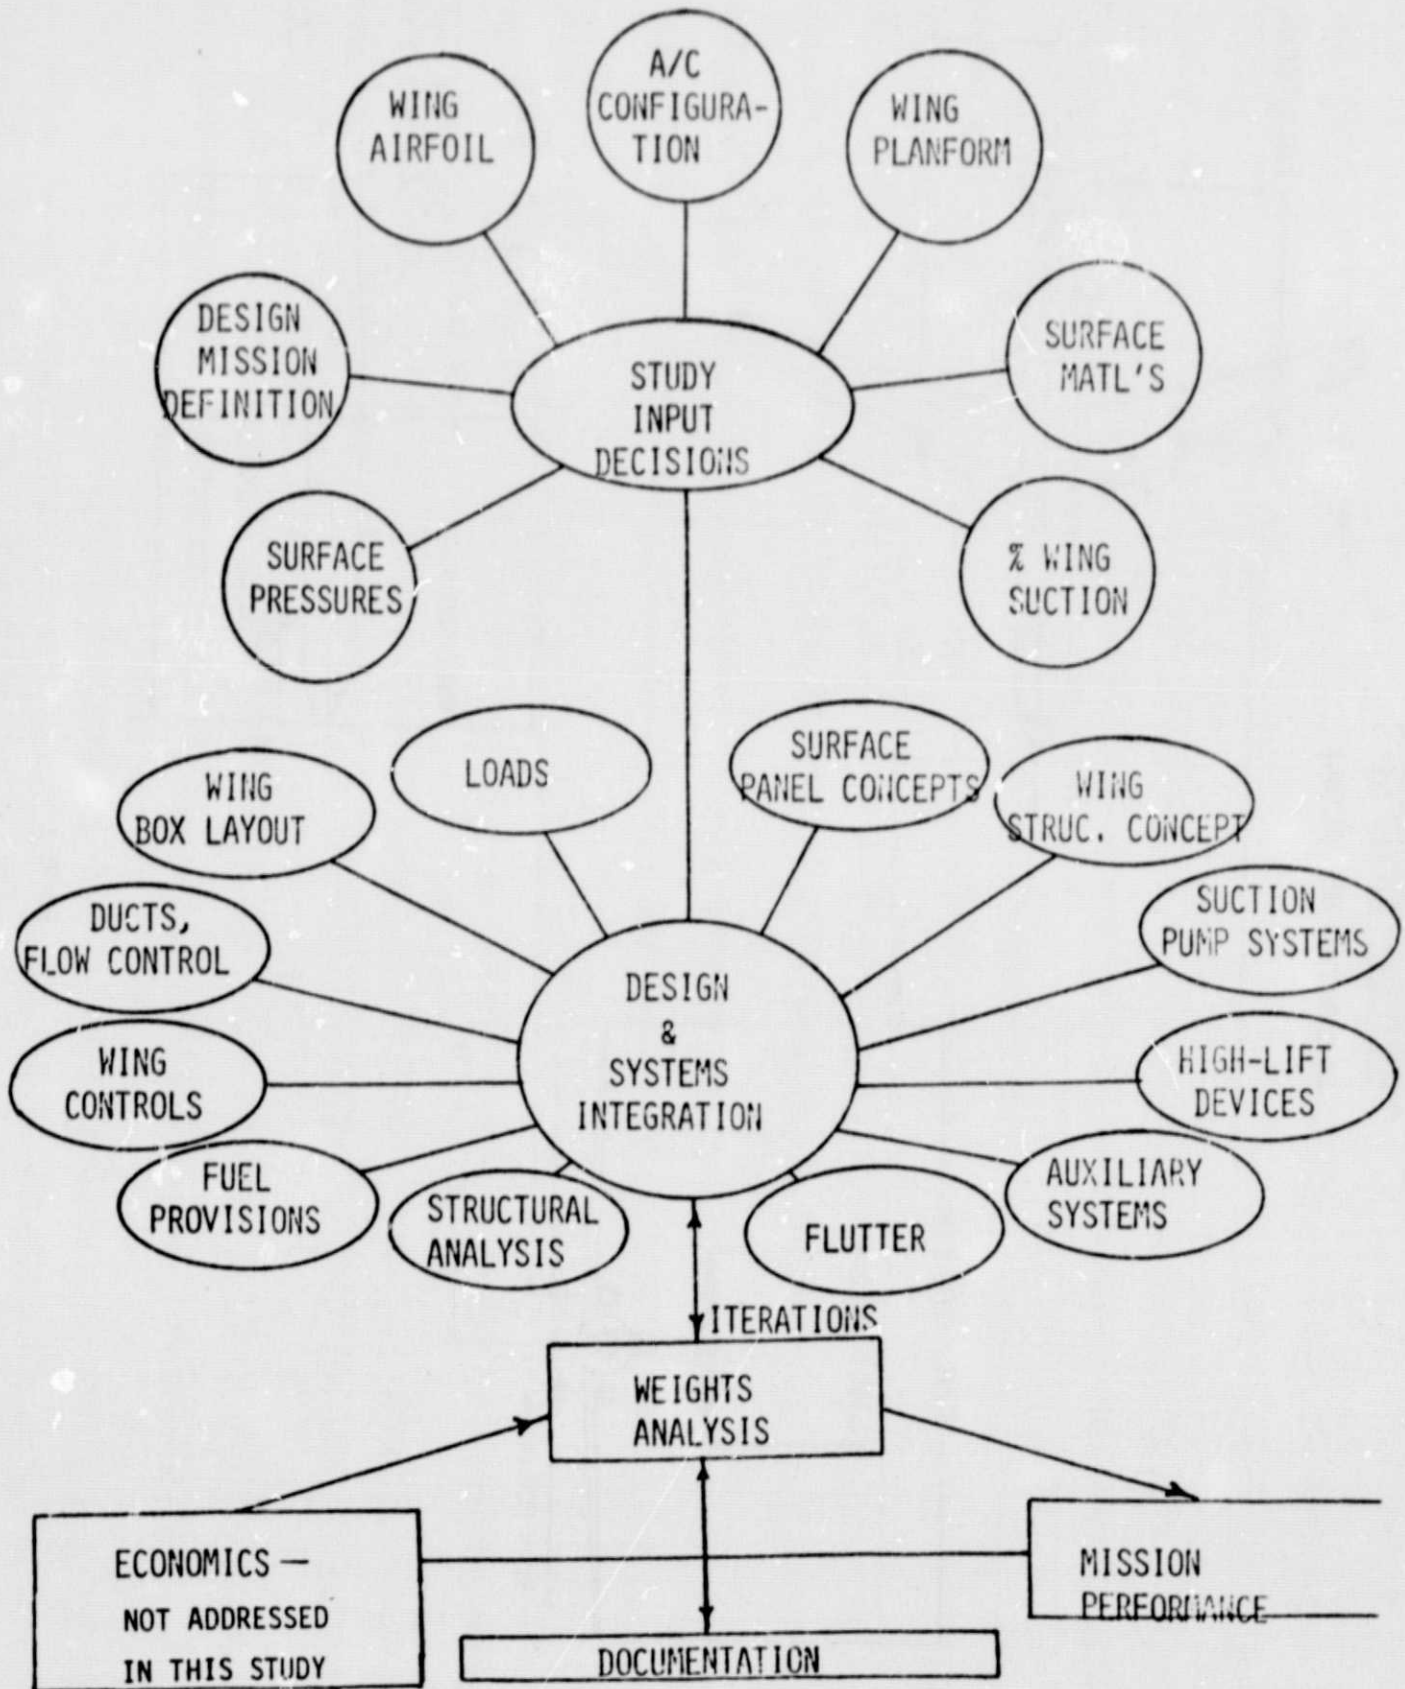 A/C
CONFIGURA-
TION
WING
AIRFOIL
WING
PLANFORM
DESIGN
MISSION
DEFINITION
STUDY
INPUT
DECISIONS
SURFACE
MATL'S
SURFACE
PRESSURES
% WING
SUCTION
WING
BOX LAYOUT
LOADS
SURFACE
PANEL CONCEPTS
WING
STRUC. CONCEPT
DUCTS,
FLOW CONTROL
SUCTION
PUMP SYSTEMS
DESIGN
&
SYSTEMS
INTEGRATION
WING
CONTROLS
HIGH-LIFT
DEVICES
FUEL
PROVISIONS
STRUCTURAL
ANALYSIS
FLUTTER
AUXILIARY
SYSTEMS
ITERATIONS
WEIGHTS
ANALYSIS
ECONOMICS —
NOT ADDRESSED
IN THIS STUDY
MISSION
PERFORMANCE
DOCUMENTATION